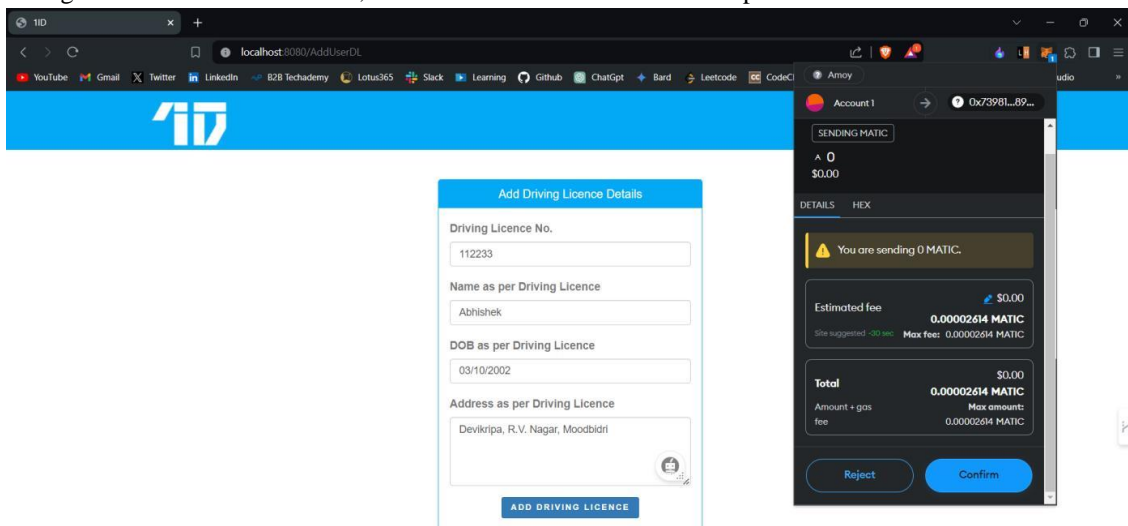 1ID
localhost:8080/AddUserDL
YouTube Gmail Twitter LinkedIn B2B Techademy Lotus365 Slack Learning Github ChatGpt Bard Leetcode CodeC
udio
1ID
Add Driving Licence Details
Driving Licence No.
112233
Name as per Driving Licence
Abhishek
DOB as per Driving Licence
03/10/2002
Address as per Driving Licence
Devikripa, R.V. Nagar, Moodbidri
ADD DRIVING LICENCE
Amoy
Account 1
0x73981...89...
SENDING MATIC
0
$0.00
DETAILS HEX
You are sending 0 MATIC.
Estimated fee
$0.00
0.00002614 MATIC
Site suggested ~30 sec Max fee: 0.00002614 MATIC
Total
$0.00
0.00002614 MATIC
Amount + gas fee
Max amount:
0.00002614 MATIC
Reject Confirm